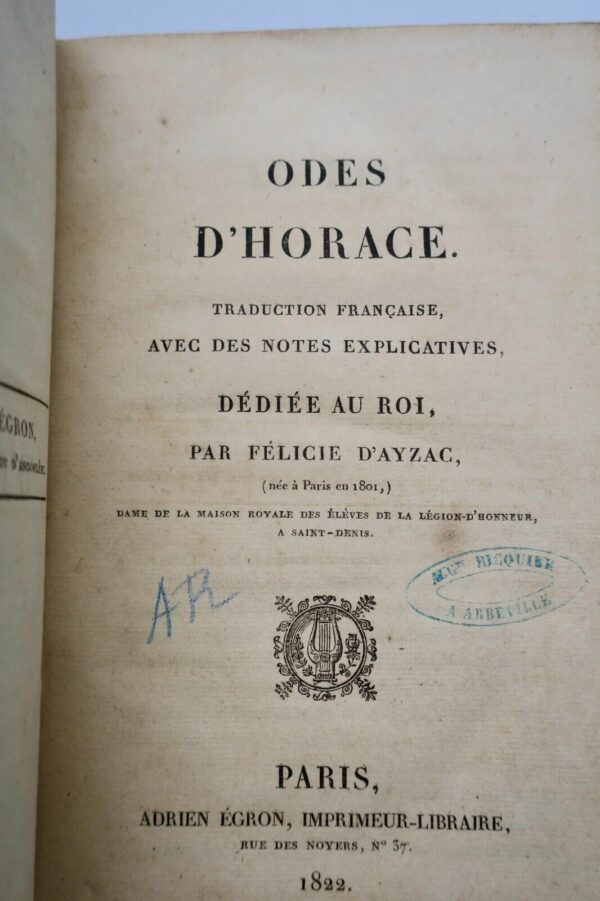 ÉGRON,
ODES
D'HORACE.
TRADUCTION FRANÇAISE,
AVEC DES NOTES EXPLICATIVES,
DÉDIÉE AU ROI,
PAR FÉLICIE D'AYZAC,
(née à Paris en 1801,)
DAME DE LA MAISON ROYALE DES ÉLÈVES DE LA LÉGION-D'HONNEUR,
A SAINT-DENIS.
RICQUIER
A ABBEVILLE
AR
PARIS,
ADRIEN ÉGRON, IMPRIMEUR-LIBRAIRE,
RUE DES NOYERS, Nº 37.
1822.